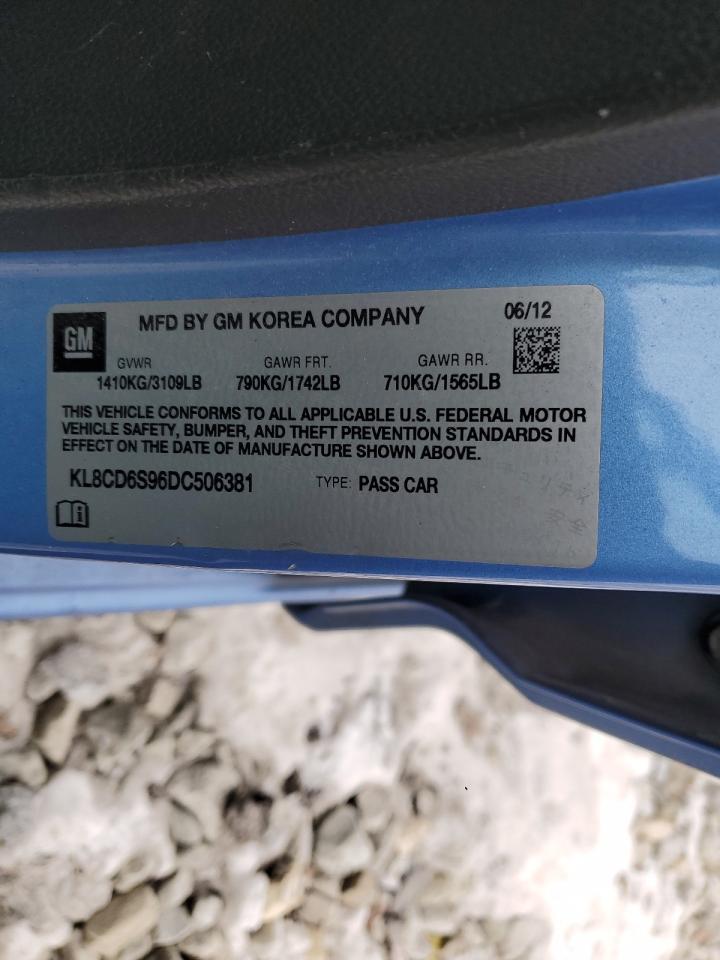 GM
MFD BY GM KOREA COMPANY
06/12
GVWR GAWR FRT. GAWR RR.
1410KG/3109LB 790KG/1742LB 710KG/1565LB
THIS VEHICLE CONFORMS TO ALL APPLICABLE U.S. FEDERAL MOTOR
VEHICLE SAFETY, BUMPER, AND THEFT PREVENTION STANDARDS IN
EFFECT ON THE DATE OF MANUFACTURE SHOWN ABOVE.
KL8CD6S96DC506381 TYPE: PASS CAR